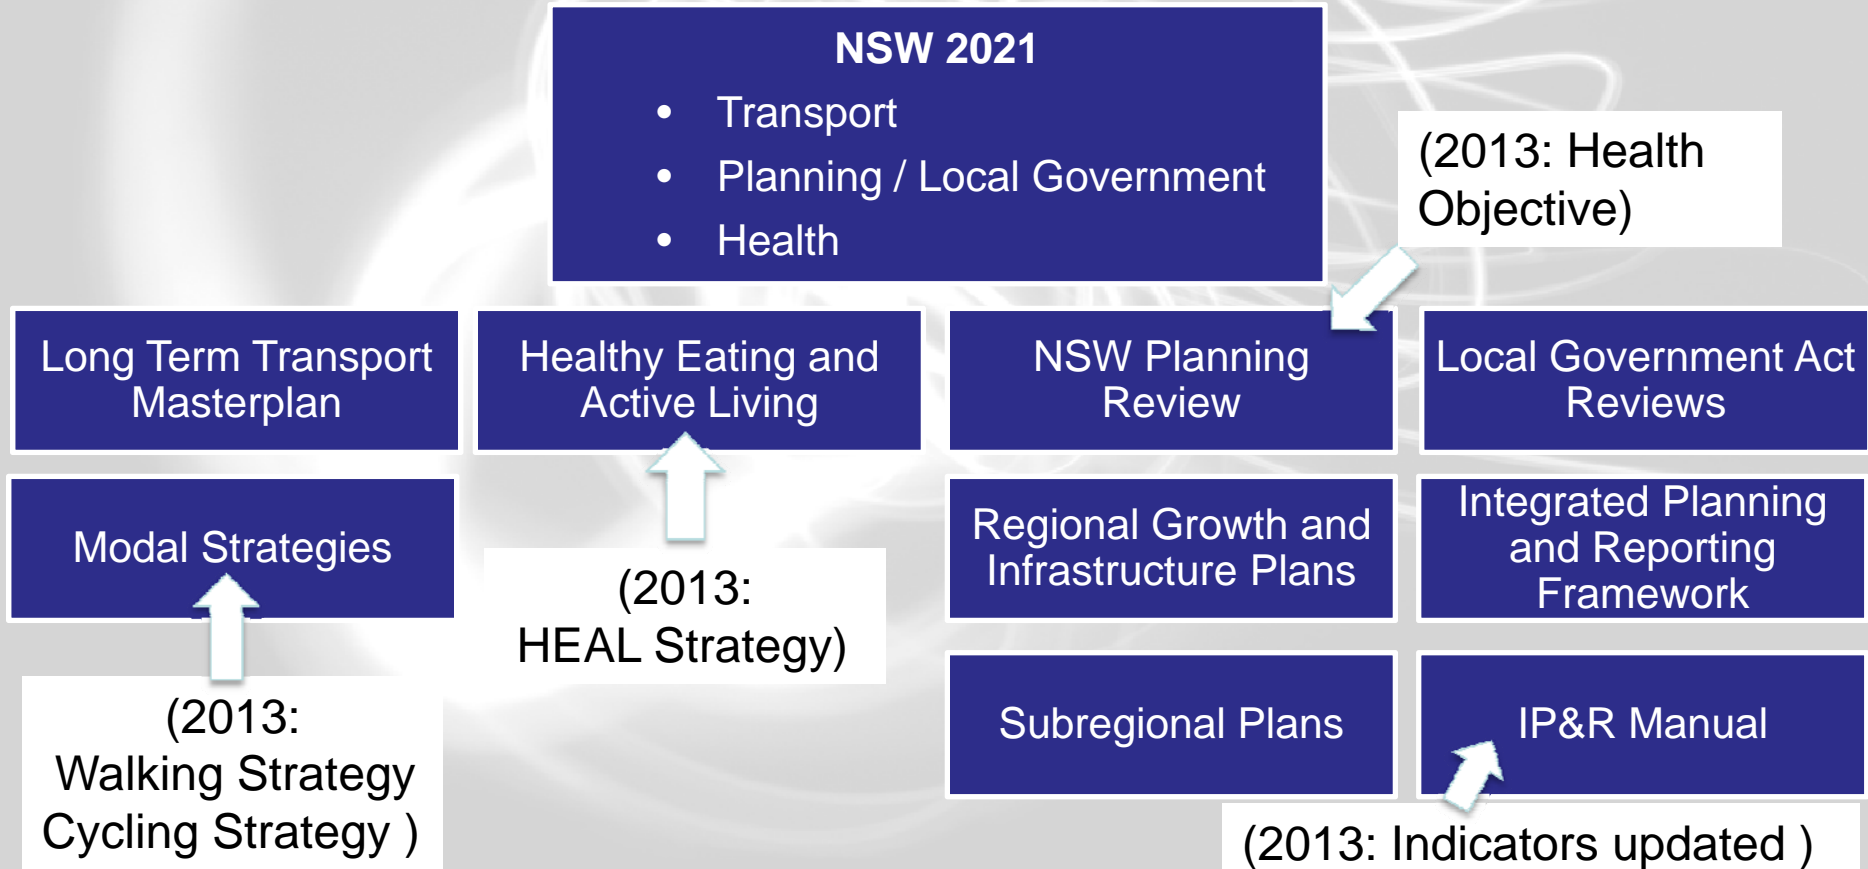 NSW 2021
• Transport
• Planning / Local Government
• Health
(2013: Health
Objective)
Long Term Transport
Masterplan
Healthy Eating and
Active Living
NSW Planning
Review
Local Government Act
Reviews
Modal Strategies
Regional Growth and
Infrastructure Plans
Integrated Planning
and Reporting
Framework
(2013:
HEAL Strategy)
Subregional Plans
IP&R Manual
(2013:
Walking Strategy
Cycling Strategy )
(2013: Indicators updated )